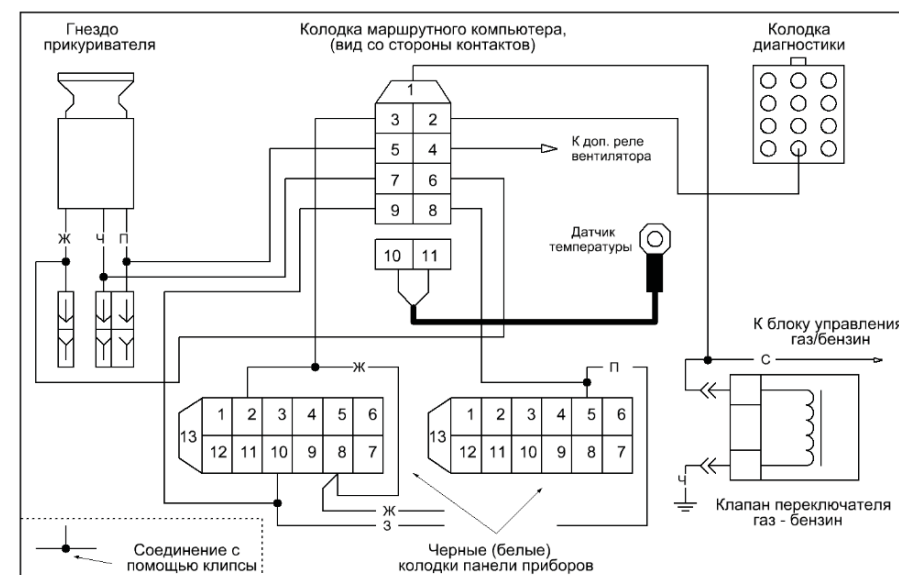 Гнездо
прикуривателя
Колодка маршрутного компьютера,
(вид со стороны контактов)
Колодка
диагностики
1
3 2
5 4
7 6
9 8
10 11
К доп. реле
вентилятора
Датчик
температуры
Ж Ч П
К блоку управления
газ/бензин
С
Ж
П
1 2 3 4 5 6
13
12 11 10 9 8 7
1 2 3 4 5 6
13
12 11 10 9 8 7
Ж
З
Ч
Клапан переключателя
газ - бензин
Соединение с
помощью клипсы
Черные (белые)
колодки панели приборов